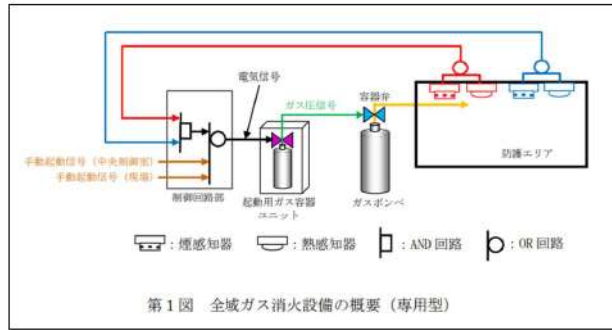 電気信号
ガス圧信号
容器弁
防護エリア
手動起動信号（中央制御室）
手動起動信号（現場）
制御回路部
起動用ガス容器
ユニット
ガスボンベ
：煙感知器
：熱感知器
：AND 回路
：OR 回路
第1図 全域ガス消火設備の概要（専用型）